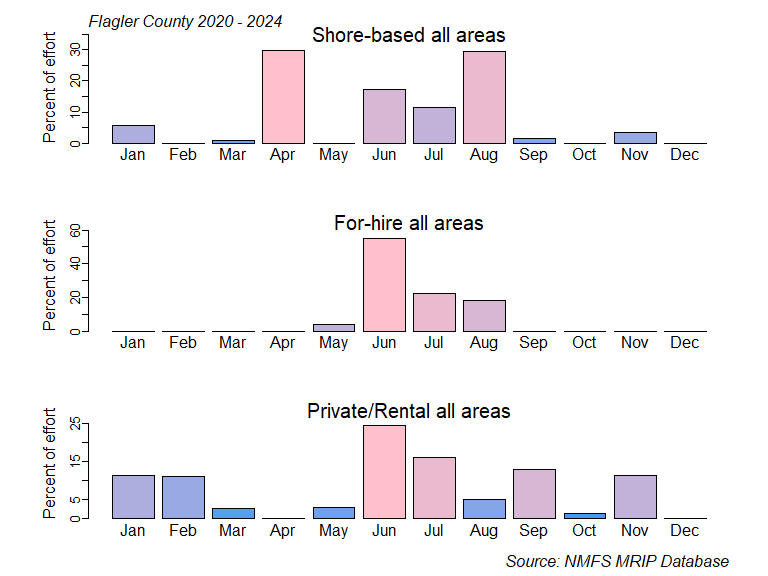 Flagler County 2020 - 2024
Shore-based all areas
Percent of effort
0 10 20 30
Jan Feb Mar Apr May Jun Jul Aug Sep Oct Nov Dec
For-hire all areas
Percent of effort
0 20 40 60
Jan Feb Mar Apr May Jun Jul Aug Sep Oct Nov Dec
Private/Rental all areas
Percent of effort
0 5 15 25
Jan Feb Mar Apr May Jun Jul Aug Sep Oct Nov Dec
Source: NMFS MRIP Database